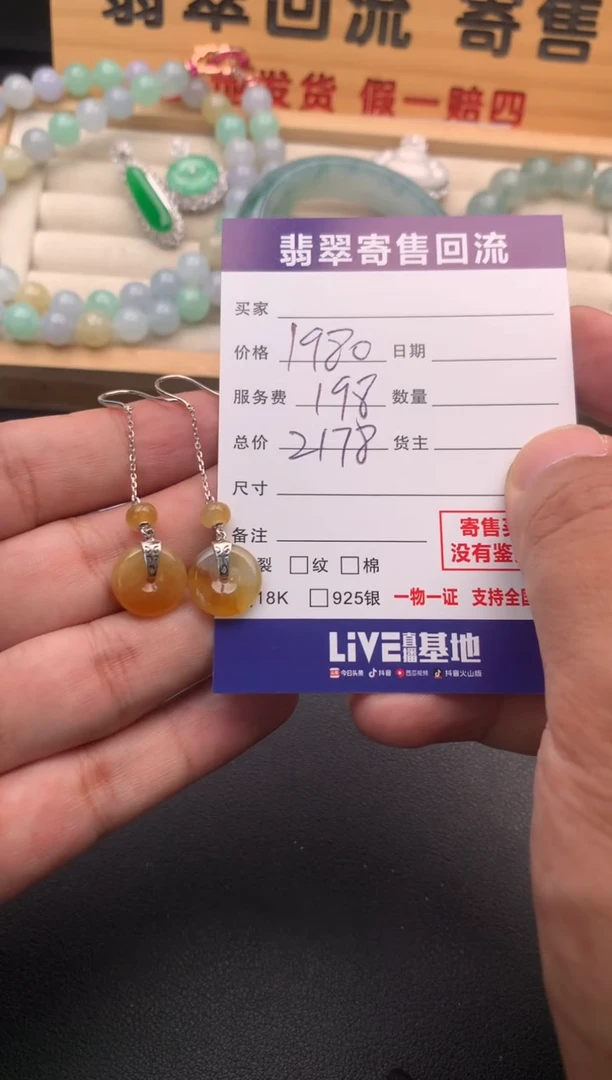 翡翠回流 寄售
发货 假一赔四
翡翠寄售回流
买家
价格 1980 日期
服务费 198 数量
总价 2178 货主
尺寸
备注
寄售
没有鉴
裂 □纹 □棉
18K □925银 一物一证 支持全国
LiVE直播基地
今日头条 抖音 西瓜视频 抖音火山版